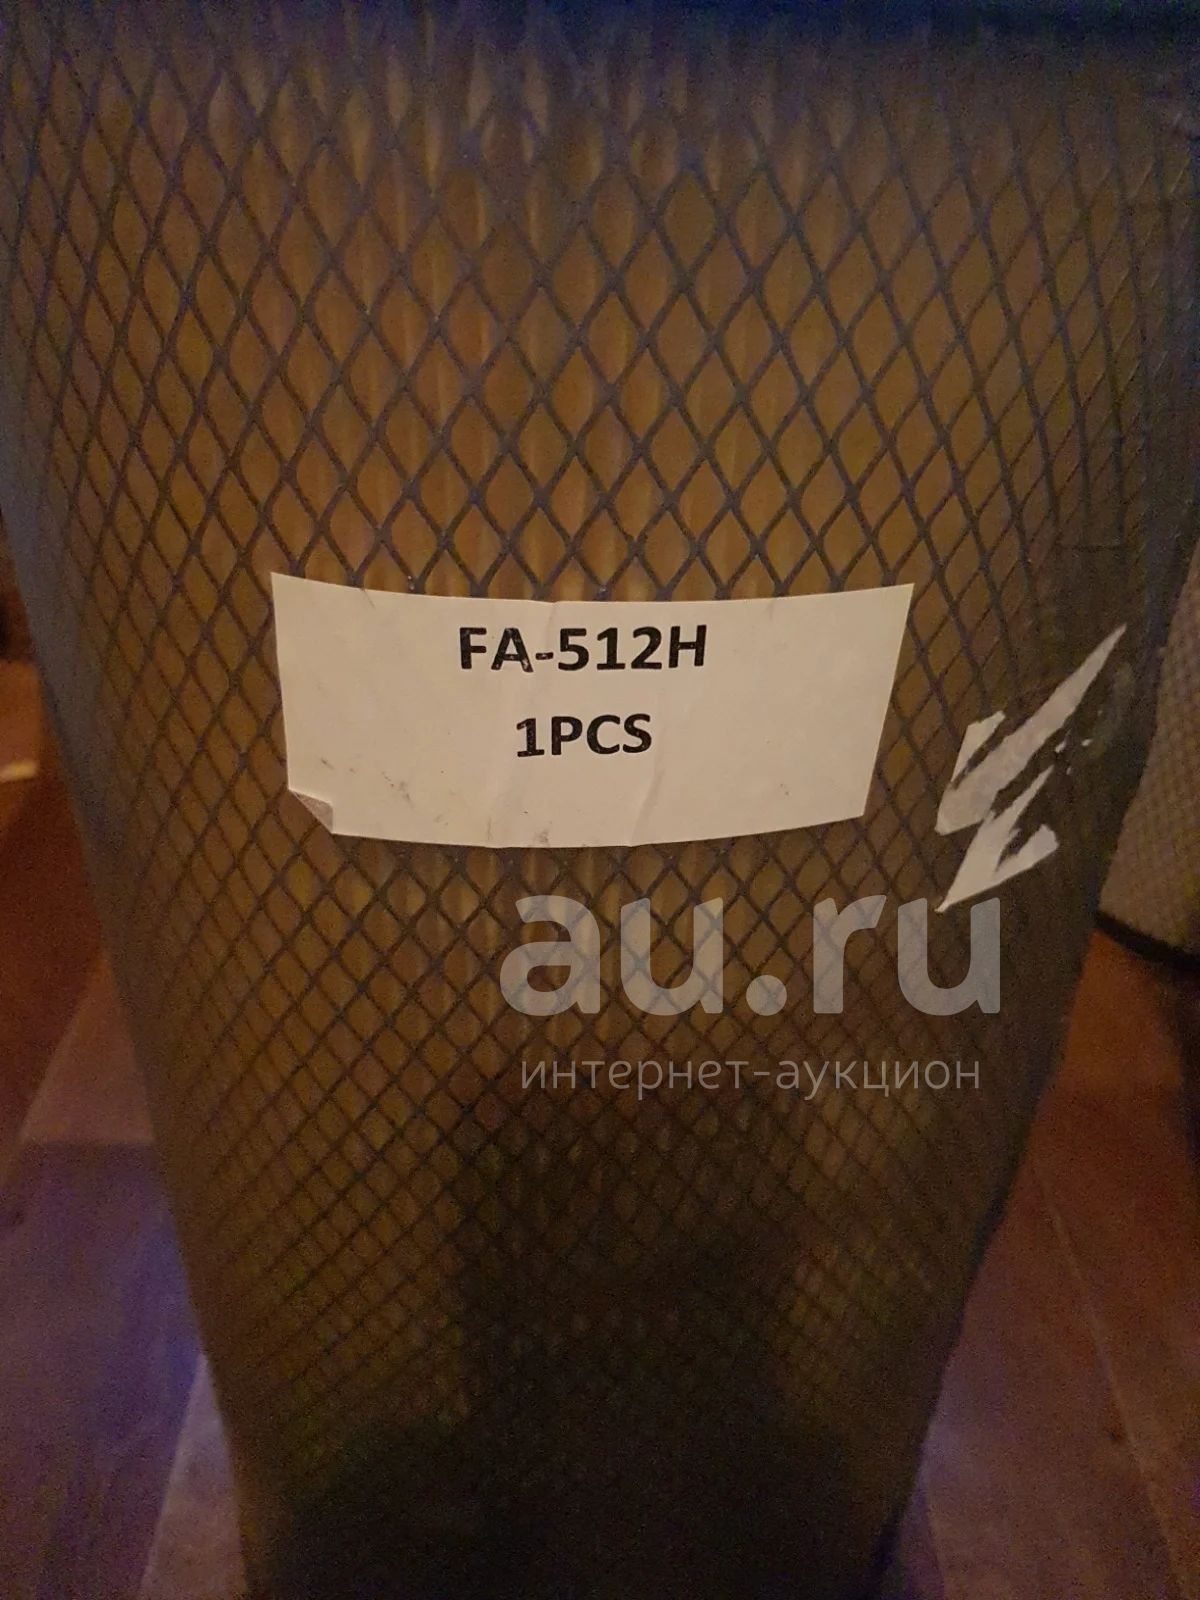 FA-512H
1PCS
au.ru
интернет-аукцион